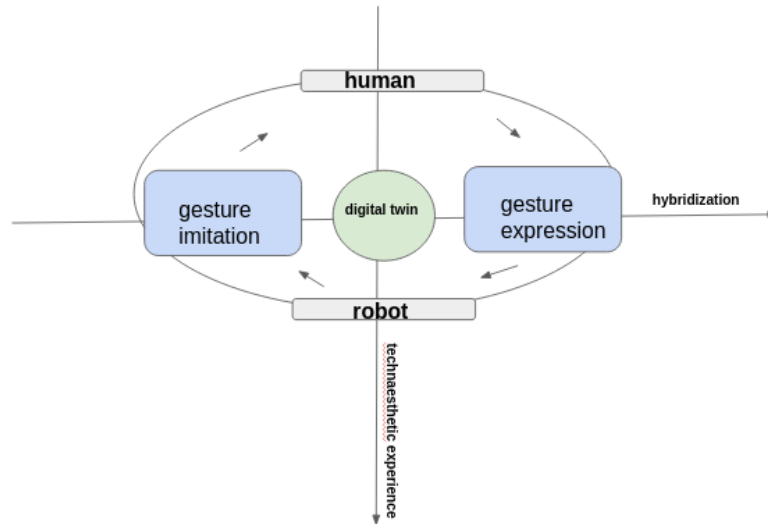 human
gesture
imitation
digital twin
gesture
expression
hybridization
robot
technaesthetic experience